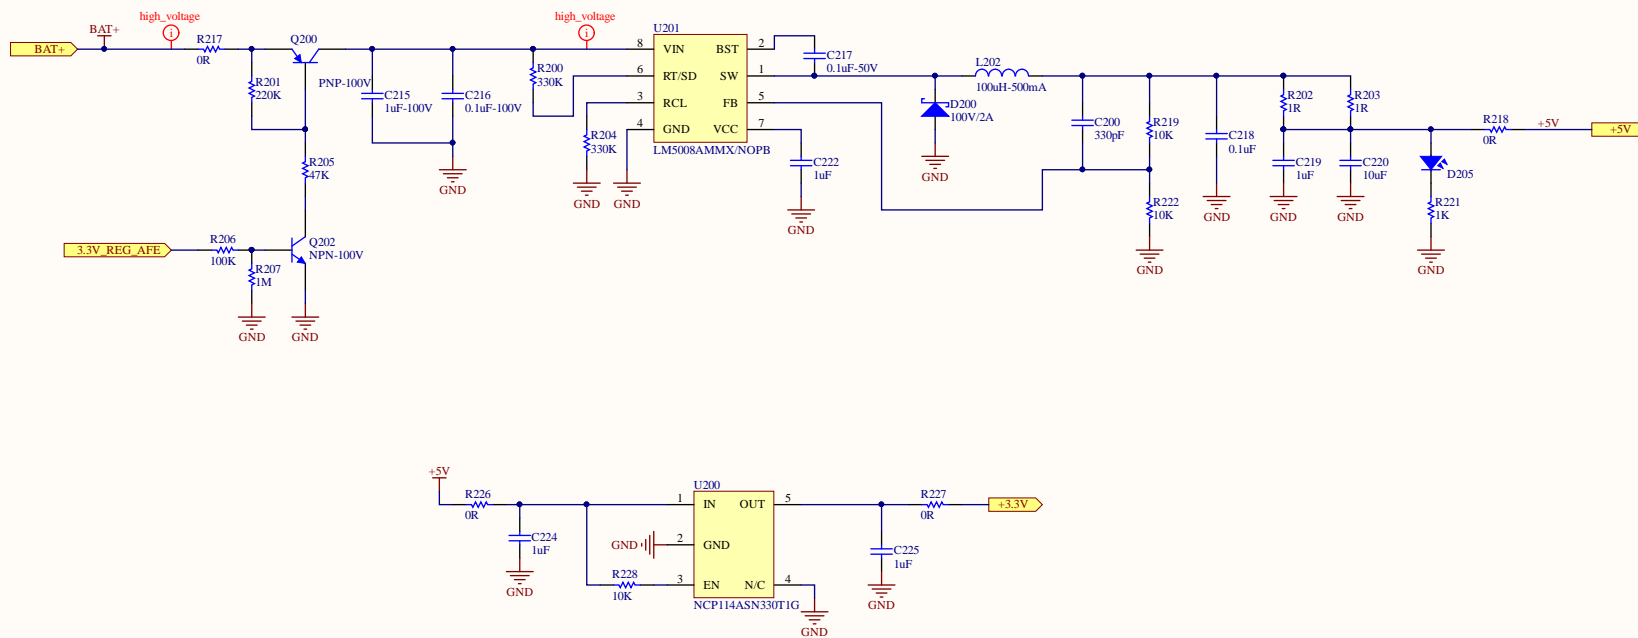 high_voltage
i
BAT+
BAT+
R217
0R
Q200
PNP-100V
R201
220K
R205
47K
3.3V_REG_AFE
R206
100K
R207
1M
GND
Q202
NPN-100V
GND
C215
1uF-100V
C216
0.1uF-100V
GND
high_voltage
i
R200
330K
R204
330K
GND
GND
U201
8 VIN BST 2
6 RT/SD SW 1
3 RCL FB 5
4 GND VCC 7
LM5008AMMX/NOPB
C217
0.1uF-50V
C222
1uF
GND
D200
100V/2A
GND
L202
100uH-500mA
C200
330pF
R219
10K
R222
10K
GND
C218
0.1uF
GND
R202
1R
C219
1uF
GND
R203
1R
C220
10uF
GND
D205
R221
1K
GND
R218
0R
+5V
+5V
+5V
R226
0R
C224
1uF
GND
GND
R228
10K
U200
1 IN OUT 5
2 GND
3 EN N/C 4
NCP114ASN330T1G
GND
C225
1uF
GND
R227
0R
+3.3V